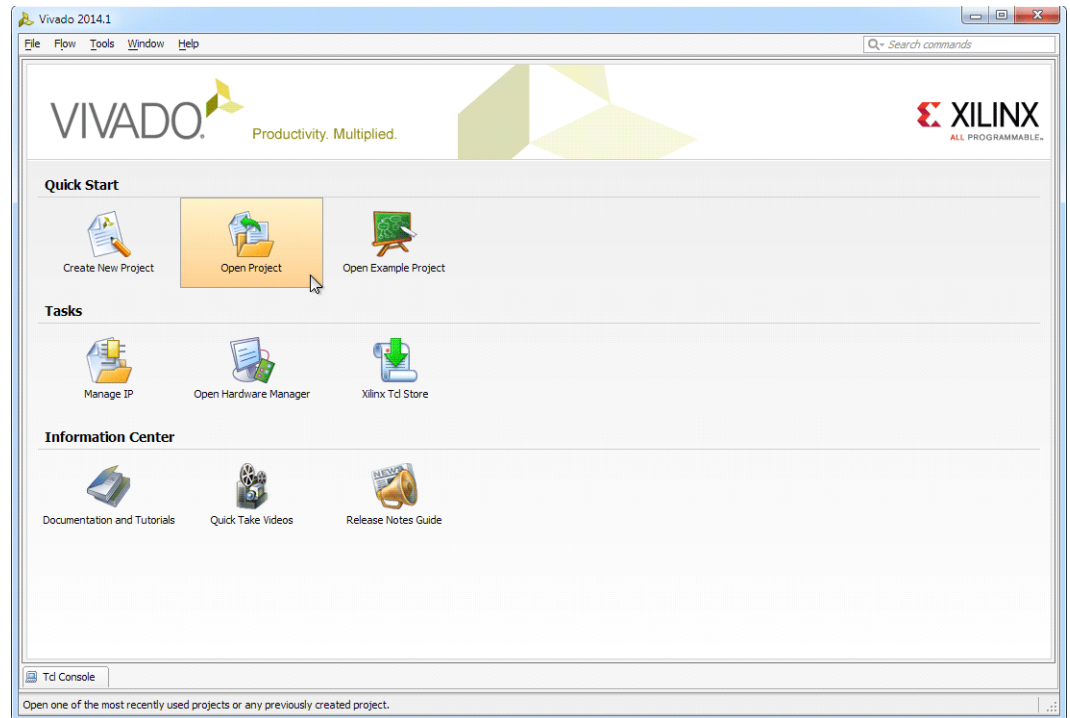 Vivado 2014.1
File Flow Tools Window Help
Search commands
VIVADO.
Productivity. Multiplied.
XILINX
ALL PROGRAMMABLE.
Quick Start
Create New Project
Open Project
Open Example Project
Tasks
Manage IP
Open Hardware Manager
Xilinx Tcl Store
Information Center
NEWS
Documentation and Tutorials
Quick Take Videos
Release Notes Guide
Tcl Console
Open one of the most recently used projects or any previously created project.